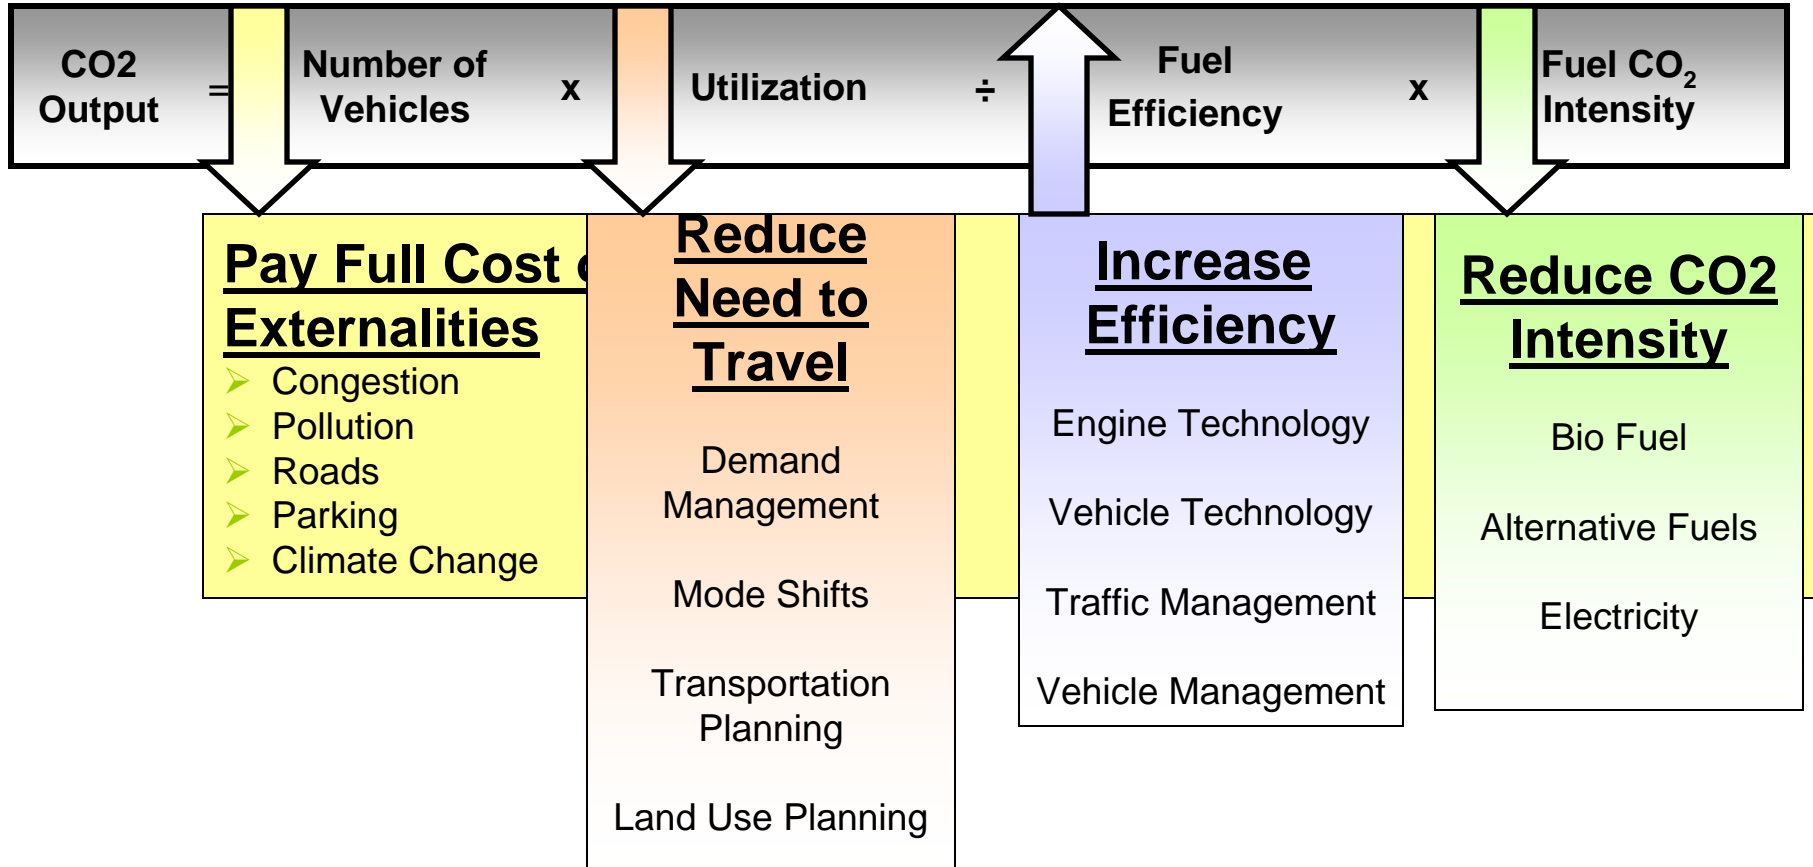 CO2 Output = Number of Vehicles x Utilization ÷ Fuel Efficiency x Fuel CO₂ Intensity
Pay Full Cost
Externalities
➢ Congestion
➢ Pollution
➢ Roads
➢ Parking
➢ Climate Change
Reduce
Need to
Travel
Demand
Management
Mode Shifts
Transportation
Planning
Land Use Planning
Increase
Efficiency
Engine Technology
Vehicle Technology
Traffic Management
Vehicle Management
Reduce CO2
Intensity
Bio Fuel
Alternative Fuels
Electricity